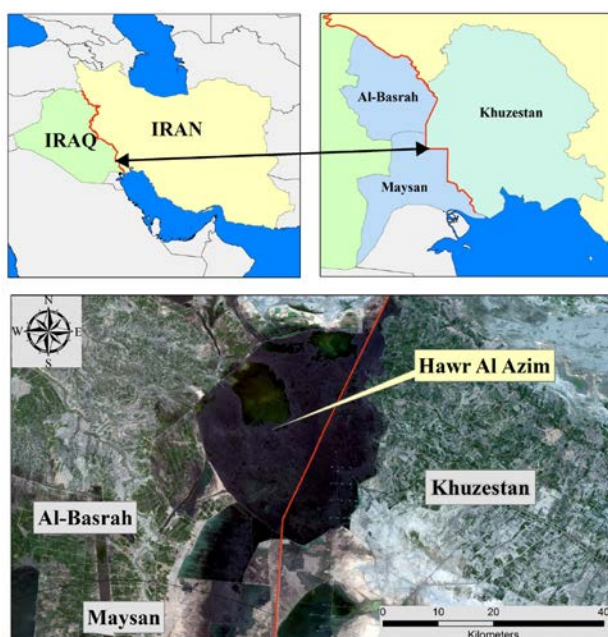 IRAQ
IRAN
Al-Basrah
Khuzestan
Maysan
N
W E
S
Hawr Al Azim
Khuzestan
Al-Basrah
Maysan
0 10 20 40
Kilometers